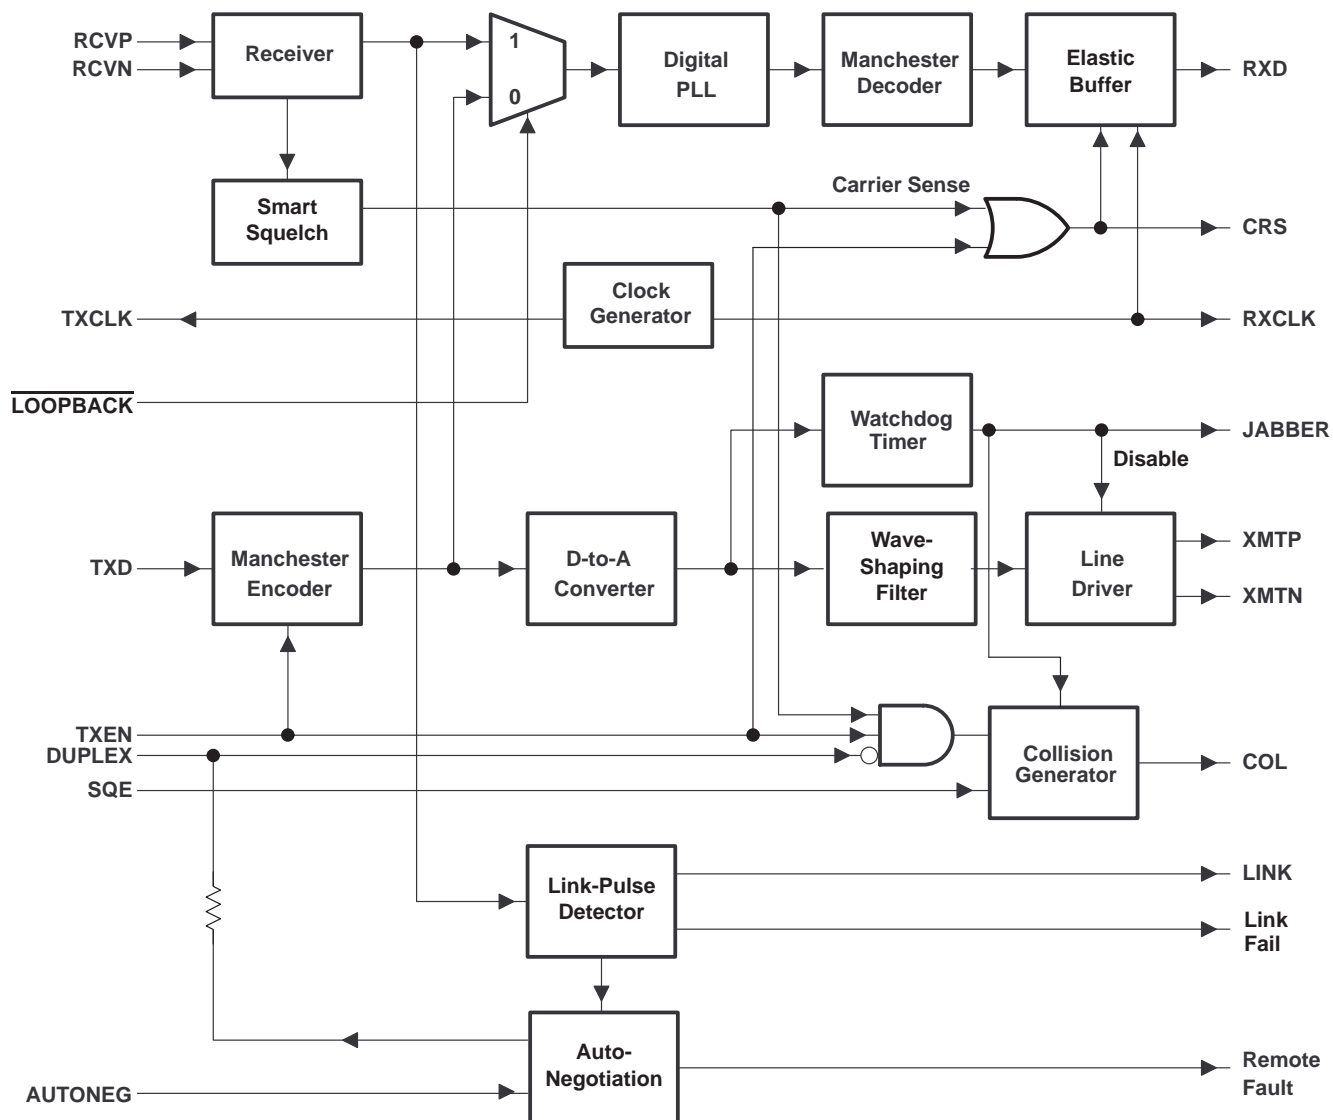 RCVP
RCVN
Receiver
1
0
Digital
PLL
Manchester
Decoder
Elastic
Buffer
RXD
Smart
Squelch
Carrier Sense
CRS
TXCLK
Clock
Generator
RXCLK
LOOPBACK
Watchdog
Timer
JABBER
Disable
TXD
Manchester
Encoder
D-to-A
Converter
Wave-
Shaping
Filter
Line
Driver
XMTP
XMTN
TXEN
DUPLEX
SQE
Collision
Generator
COL
Link-Pulse
Detector
LINK
Link
Fail
Auto-
Negotiation
AUTONEG
Remote
Fault